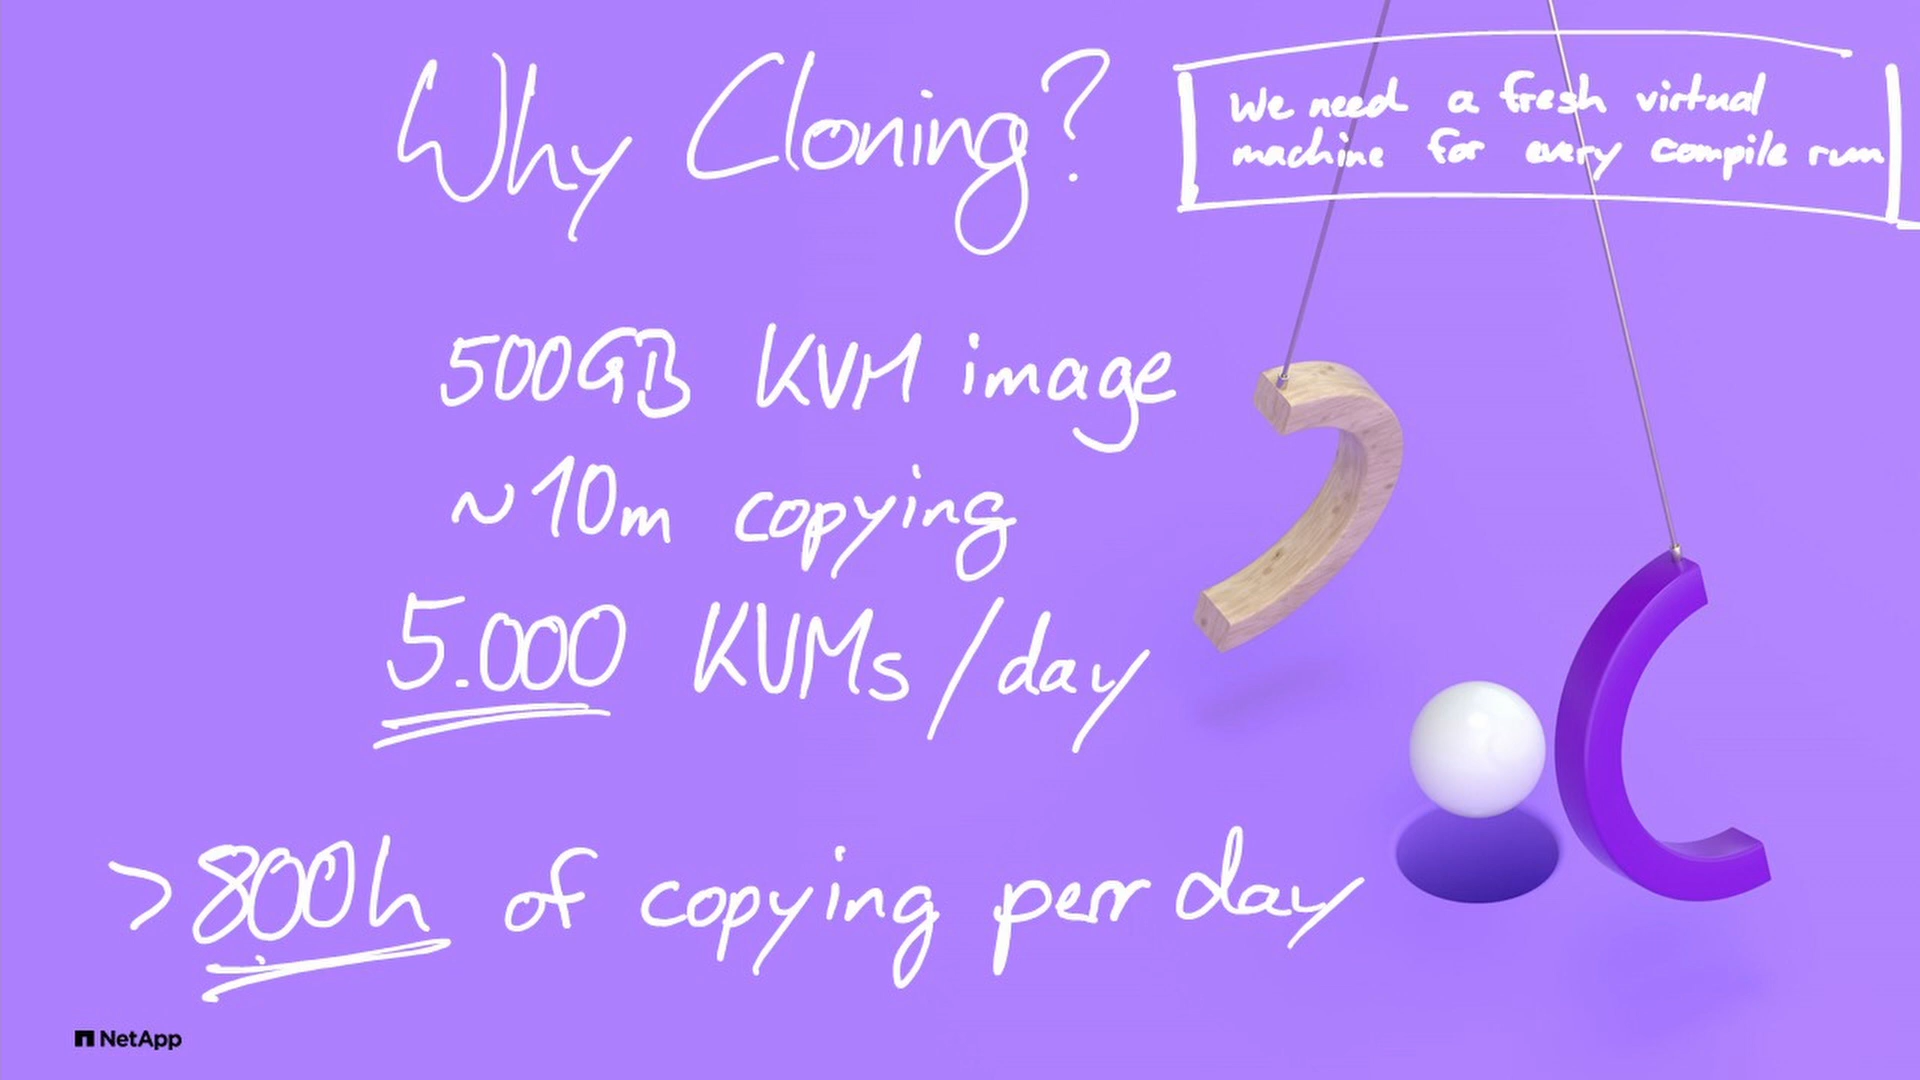 Why Cloning?
We need a fresh virtual
machine for every compile run
500GB KVM image
~10m copying
5.000 KVMs/day
>800h of copying per day
NetApp